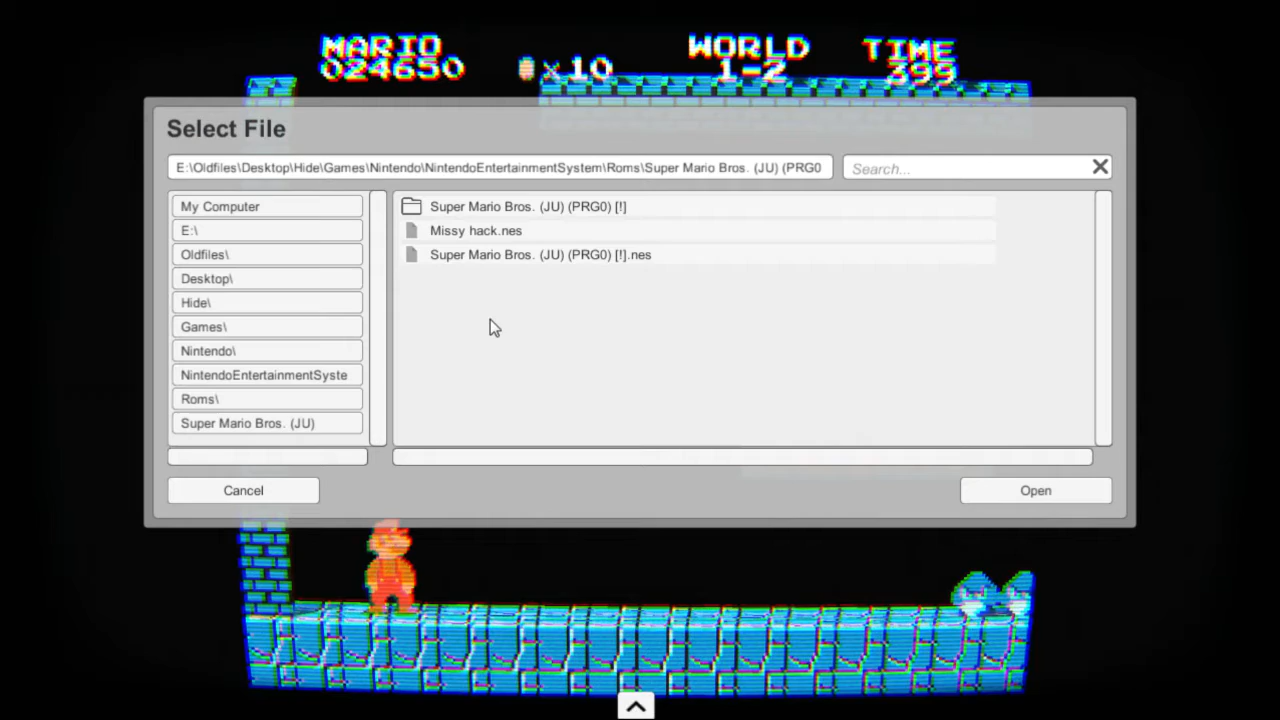 MARIO WORLD TIME
024650 x10 1-2 399
Select File
E:\Oldfiles\Desktop\Hide\Games\Nintendo\NintendoEntertainmentSystem\Roms\Super Mario Bros. (JU) (PRG0
Search...
My Computer
E:\
Oldfiles\
Desktop\
Hide\
Games\
Nintendo\
NintendoEntertainmentSyste
Roms\
Super Mario Bros. (JU)
Super Mario Bros. (JU) (PRG0) [!]
Missy hack.nes
Super Mario Bros. (JU) (PRG0) [!].nes
Cancel
Open